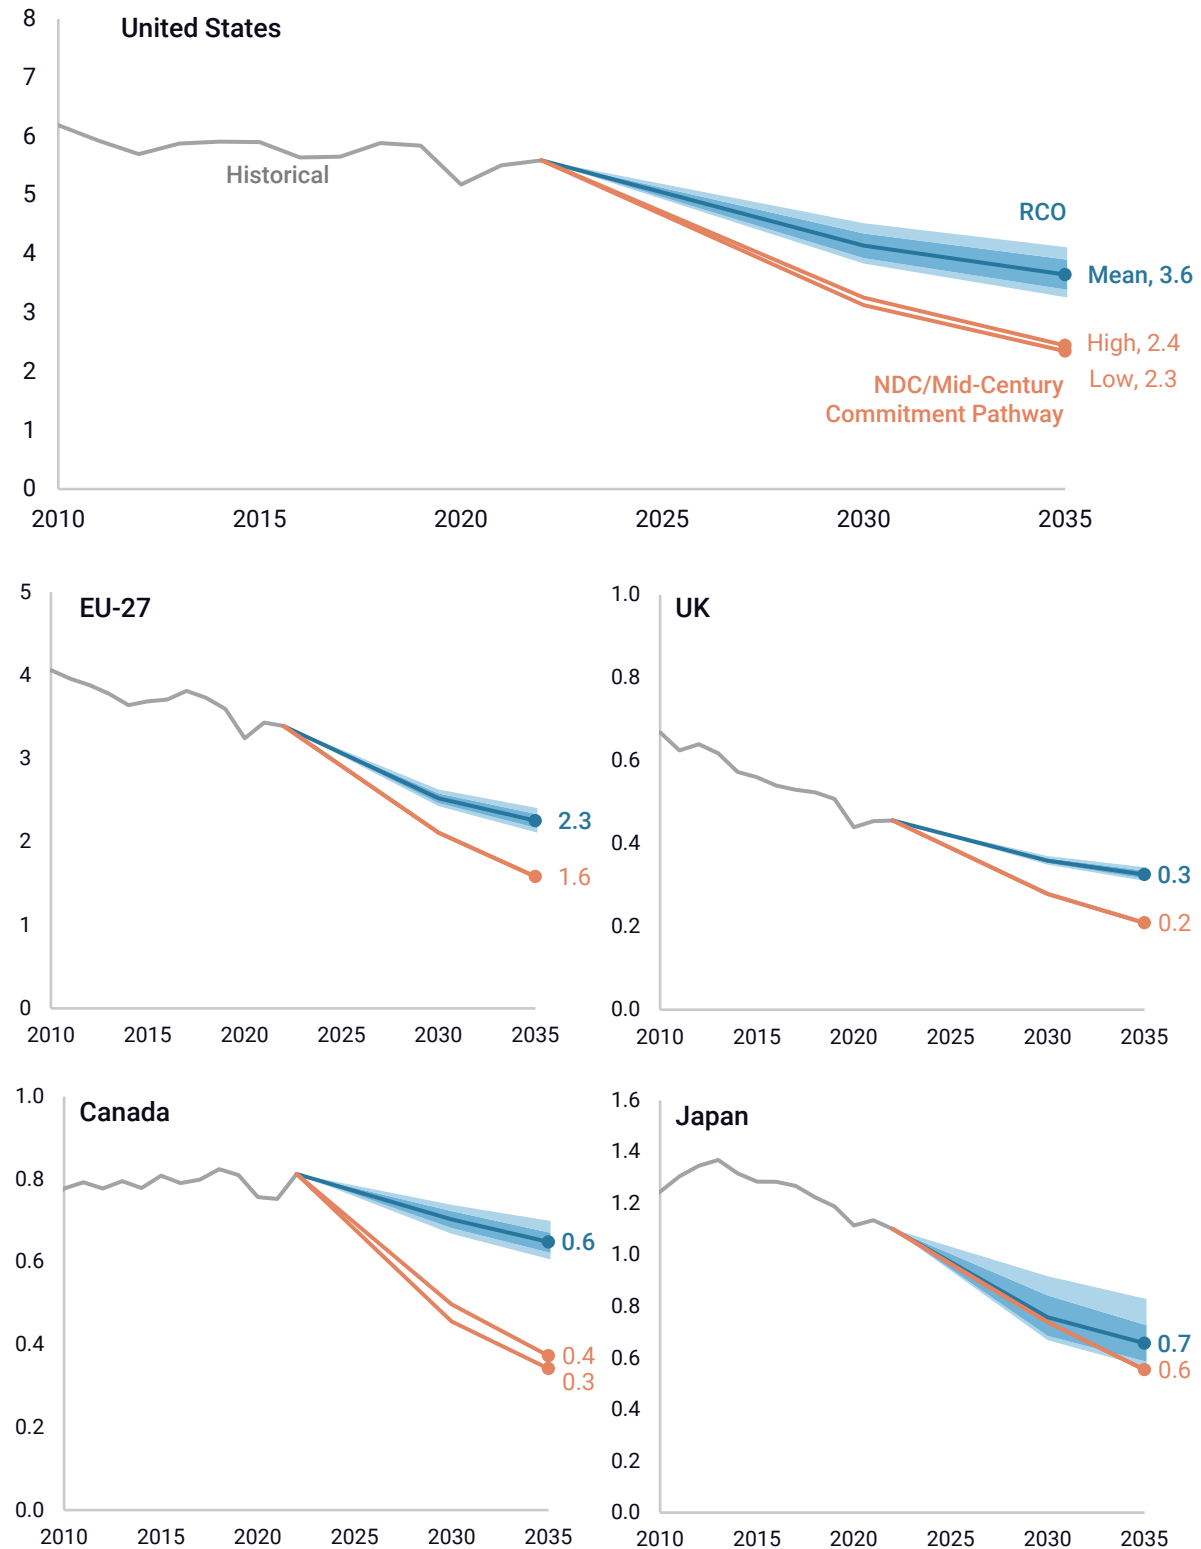 United States
8
7
6
5
4
3
2
1
0
Historical
RCO
Mean, 3.6
High, 2.4
Low, 2.3
NDC/Mid-Century
Commitment Pathway
2010 2015 2020 2025 2030 2035
EU-27
5
4
3
2
1
0
2.3
1.6
2010 2015 2020 2025 2030 2035
UK
1.0
0.8
0.6
0.4
0.2
0.0
0.3
0.2
2010 2015 2020 2025 2030 2035
Canada
1.0
0.8
0.6
0.4
0.2
0.0
0.6
0.4
0.3
2010 2015 2020 2025 2030 2035
Japan
1.6
1.4
1.2
1.0
0.8
0.6
0.4
0.2
0.0
0.7
0.6
2010 2015 2020 2025 2030 2035